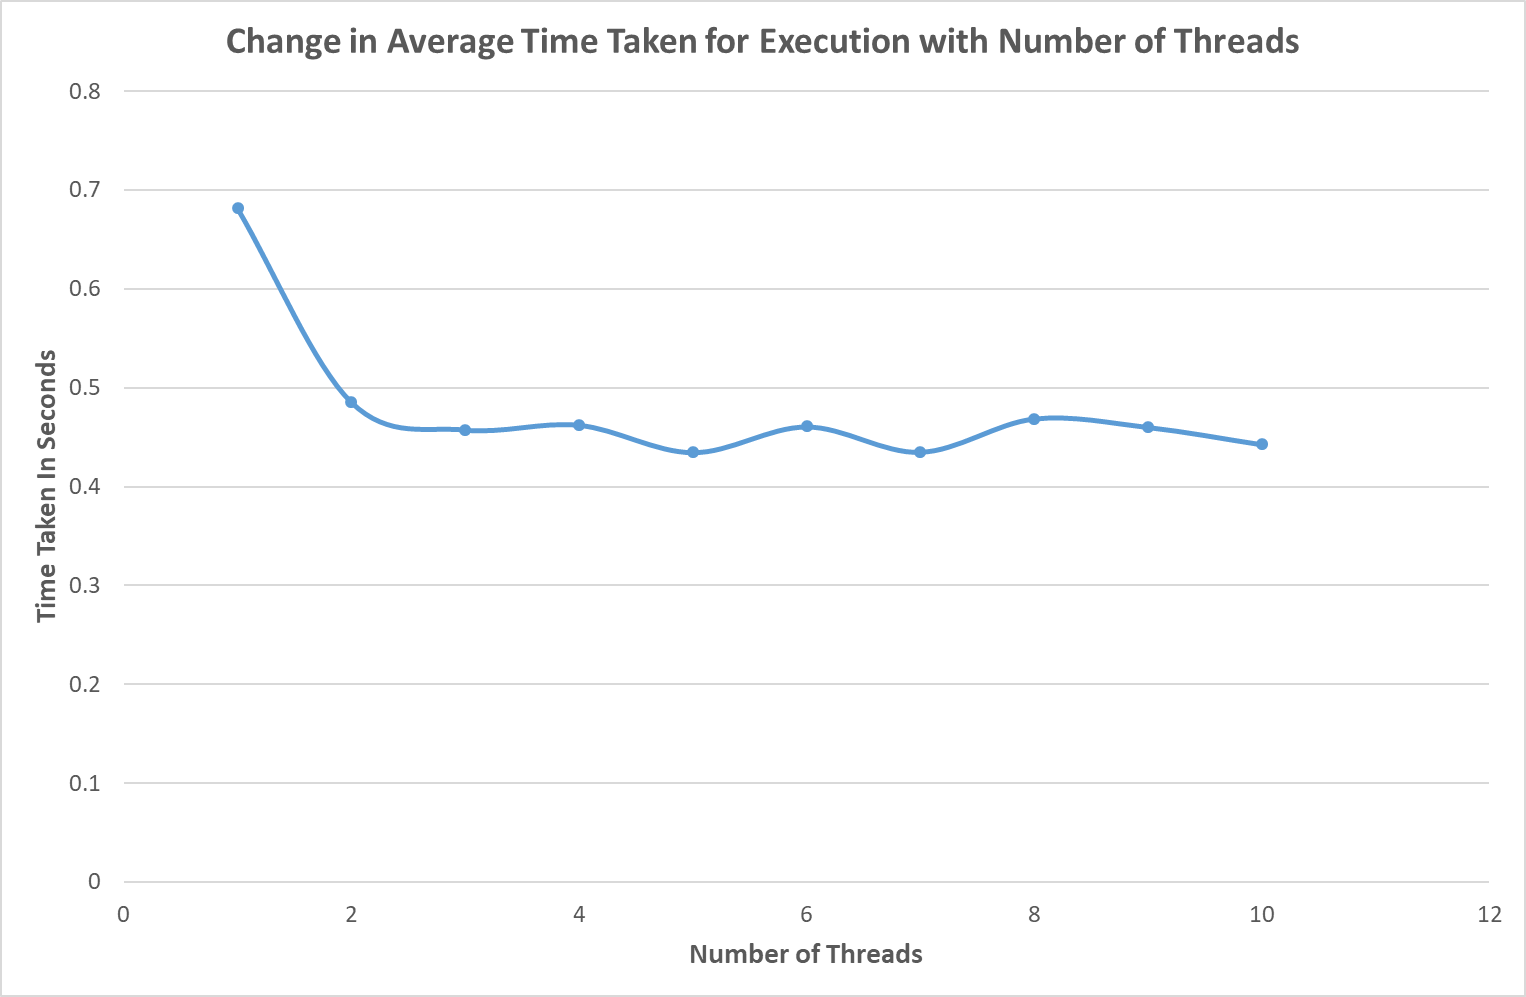 Change in Average Time Taken for Execution with Number of Threads
0.8
0.7
0.6
0.5
0.4
0.3
0.2
0.1
0
Time Taken In Seconds
0 2 4 6 8 10 12
Number of Threads